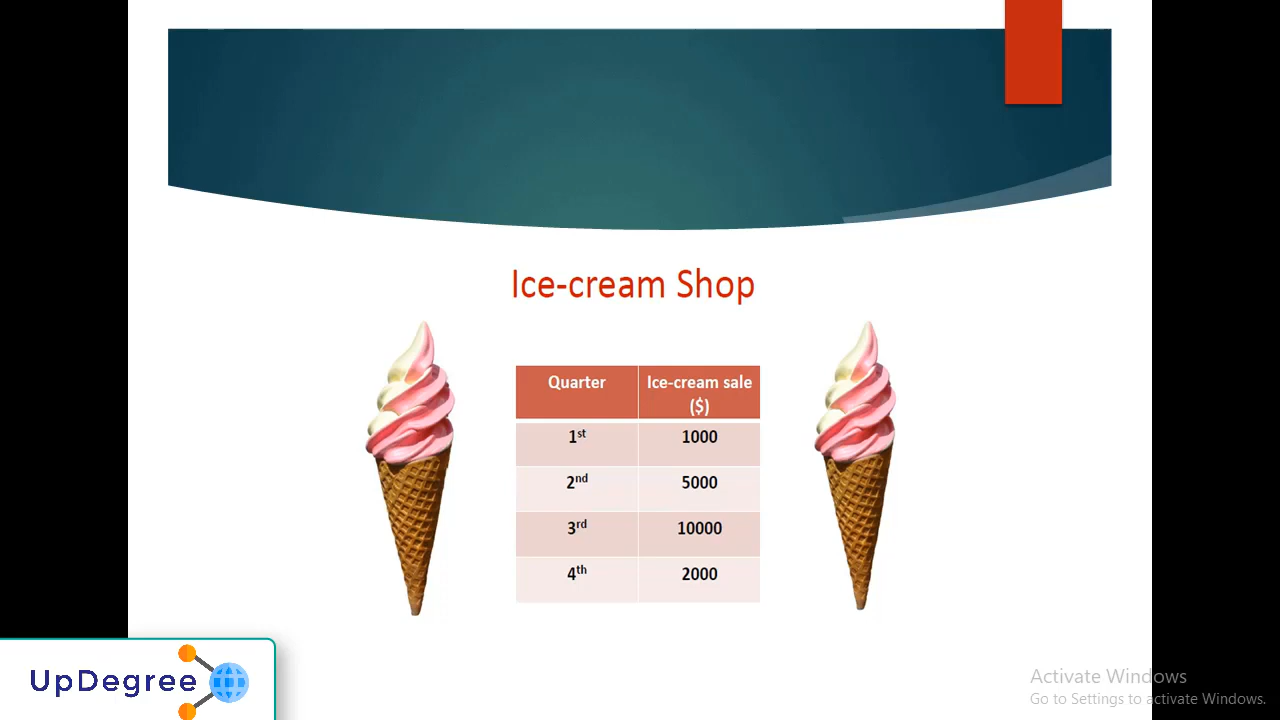 Ice-cream Shop
Quarter Ice-cream sale ($)
1st 1000
2nd 5000
3rd 10000
4th 2000
UpDegree
Activate Windows
Go to Settings to activate Windows.